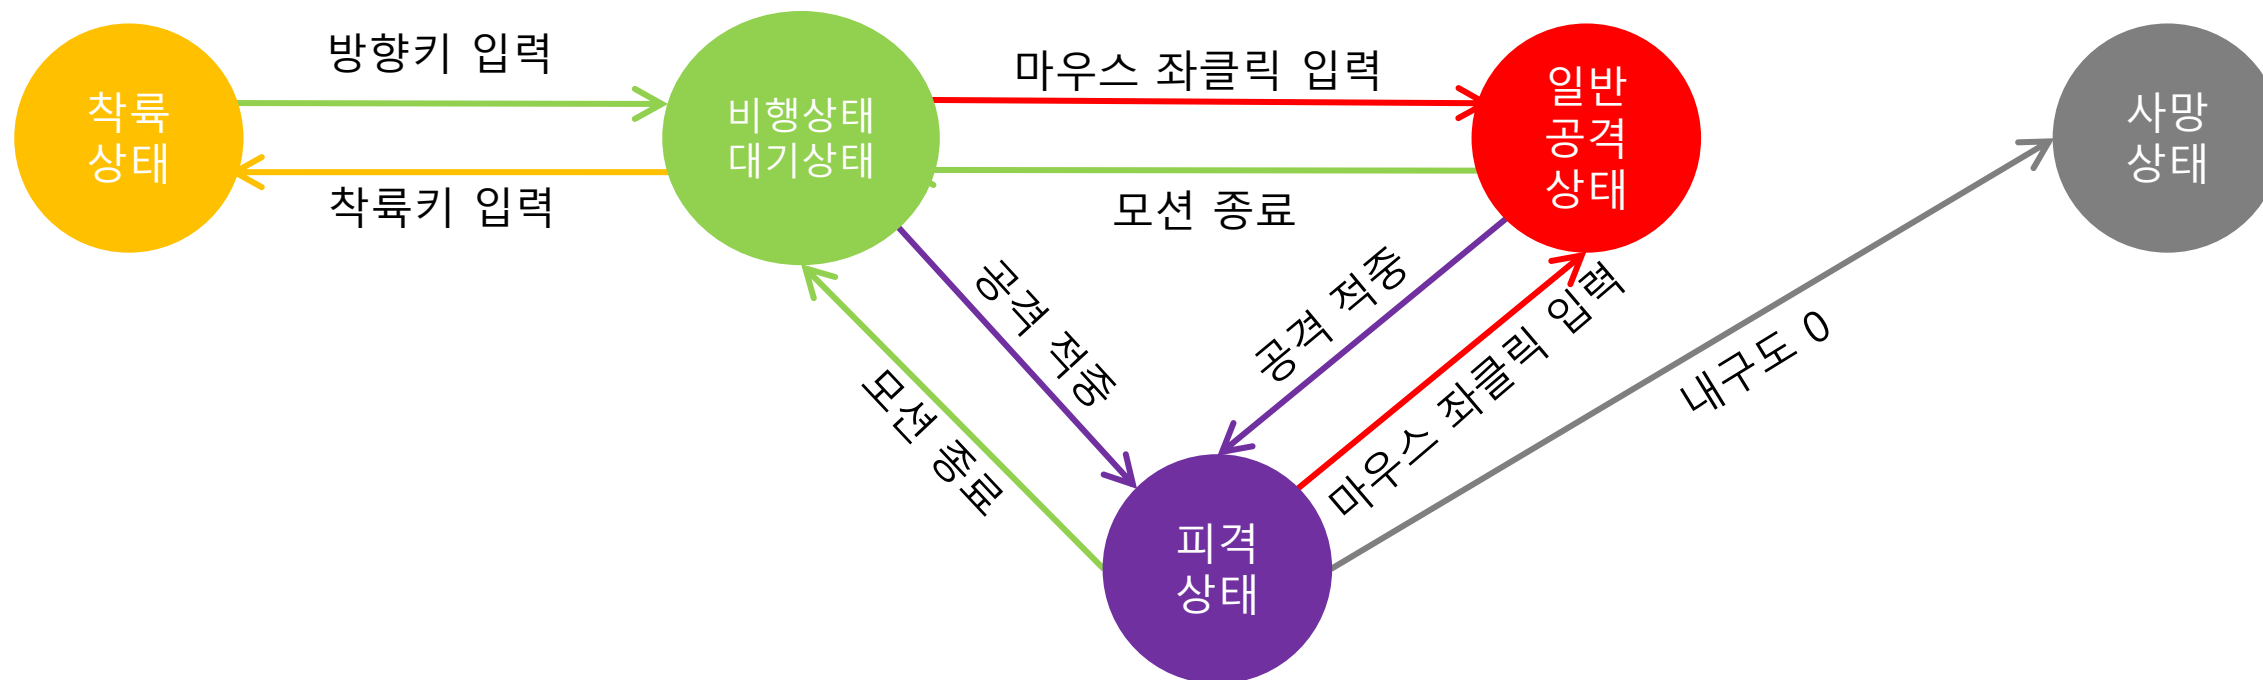 착륙
상태
방향키 입력
착륙키 입력
비행상태
대기상태
마우스 좌클릭 입력
모션 종료
일반
공격
상태
사망
상태
공격 적중
모션 종료
공격 적중
마우스 좌클릭 입력
내구도 0
피격
상태